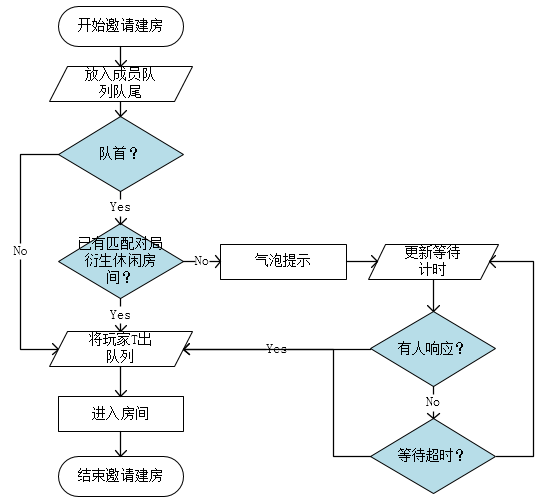 开始邀请建房
放入成员队
列队尾
队首？
Yes
No
已有匹配对局
衍生休闲房
间？
No
气泡提示
更新等待
计时
Yes
将玩家T出
队列
Yes
有人响应？
No
进入房间
等待超时？
结束邀请建房